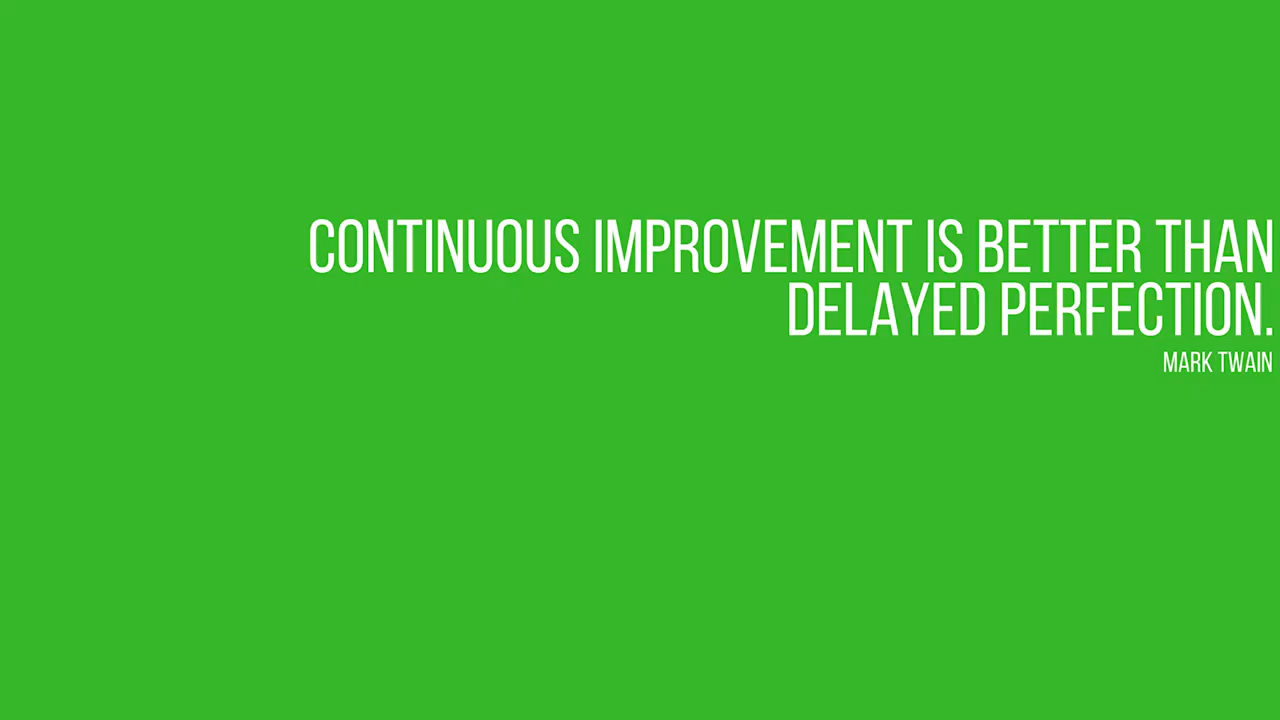 CONTINUOUS IMPROVEMENT IS BETTER THAN
DELAYED PERFECTION.
MARK TWAIN